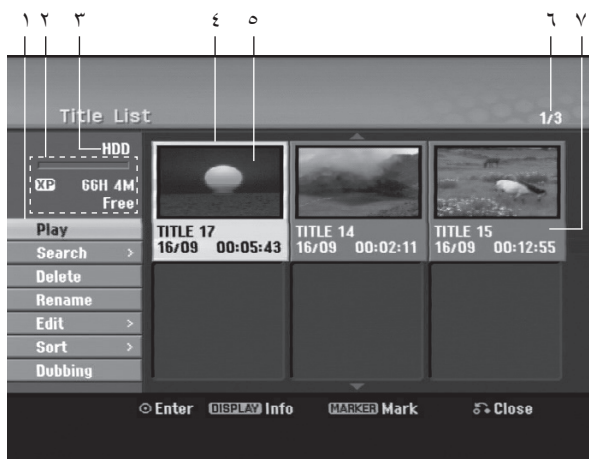 ١ ٢ ٣ ٤ ٥ ٦ ٧
Title List
1/3
HDD
XP 66H 4M
Free
Play
Search >
Delete
Rename
Edit >
Sort >
Dubbing
TITLE 17
16/09 00:05:43
TITLE 14
16/09 00:02:11
TITLE 15
16/09 00:12:55
Enter DISPLAY Info MARKER Mark Close